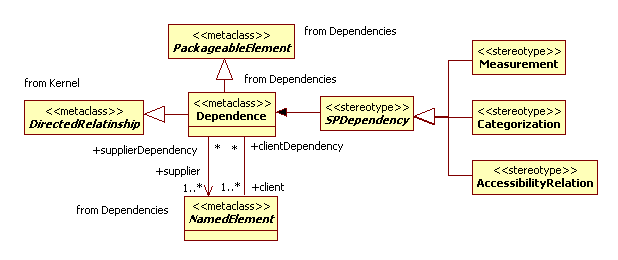 <<metaclass>>
PackageableElement
from Dependencies
<<stereotype>>
Measurement
from Kernel
from Dependencies
<<metaclass>>
DirectedRelatinship
<<metaclass>>
Dependence
<<stereotype>>
SPDependency
<<stereotype>>
Categorization
+supplierDependency
*
*
+clientDependency
+supplier
<<stereotype>>
AccessibilityRelation
1..*
1..*
+client
from Dependencies
<<metaclass>>
NamedElement